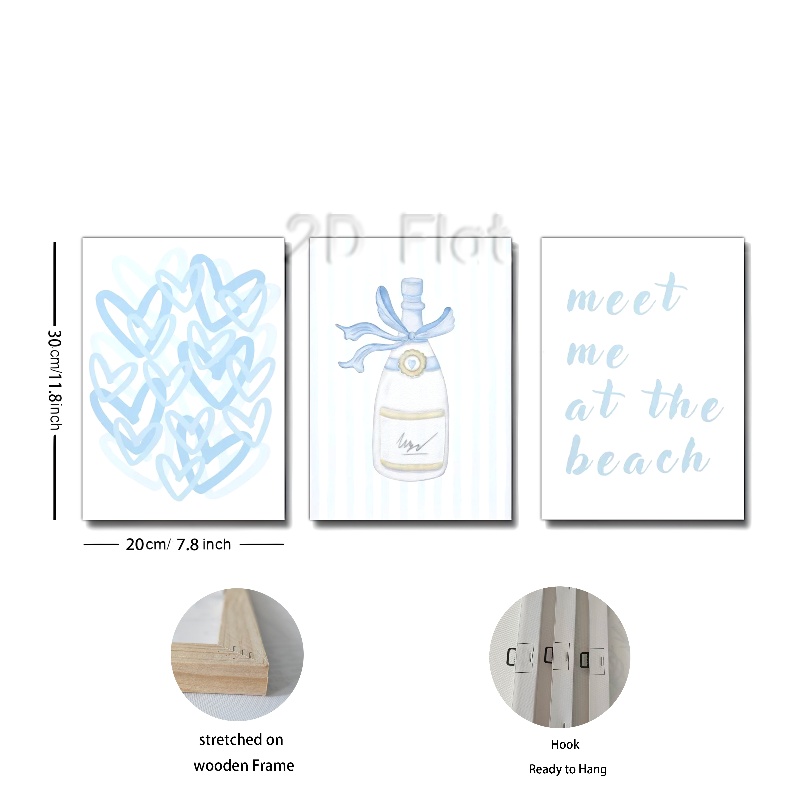 2D Flat
30cm/11.8inch
meet
me
at the
beach
20cm/ 7.8 inch
stretched on
wooden Frame
Hook
Ready to Hang